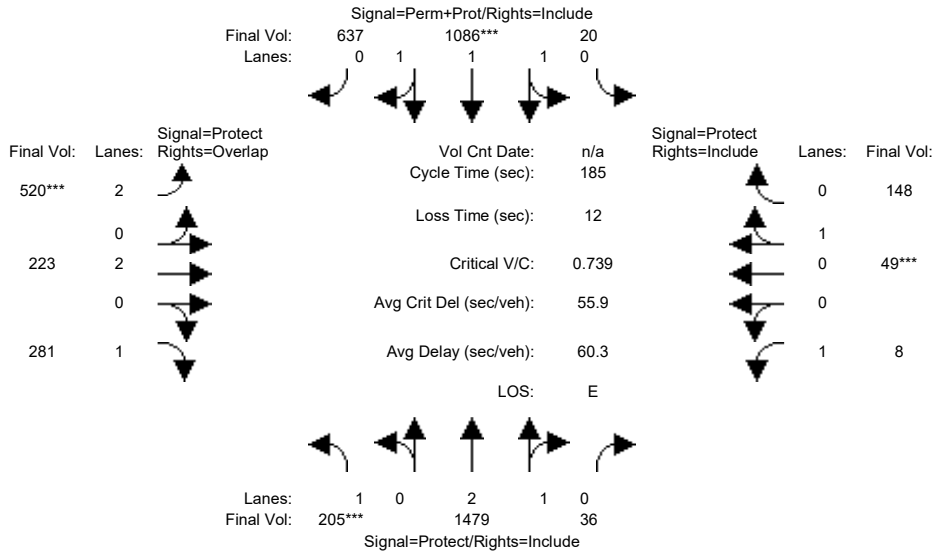 Signal=Perm+Prot/Rights=Include
Final Vol: 637 1086*** 20
Lanes: 0 1 1 1 0
Signal=Protect
Final Vol: Lanes: Rights=Overlap
Vol Cnt Date: n/a
Signal=Protect
Rights=Include Lanes: Final Vol:
Cycle Time (sec): 185
520*** 2
0 148
Loss Time (sec): 12
0
1
223 2
Critical V/C: 0.739
0 49***
0
Avg Crit Del (sec/veh): 55.9
0
281 1
Avg Delay (sec/veh): 60.3
1 8
LOS: E
Lanes: 1 0 2 1 0
Final Vol: 205*** 1479 36
Signal=Protect/Rights=Include